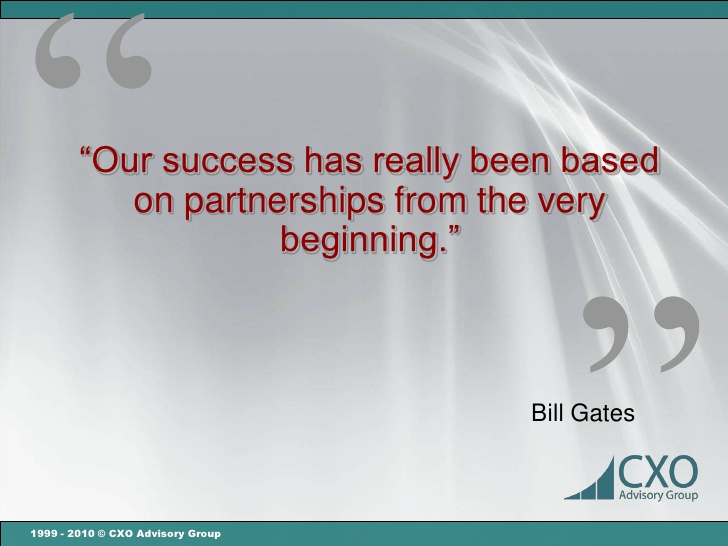 “Our success has really been based
on partnerships from the very
beginning.”
Bill Gates
CXO
Advisory Group
1999 - 2010 © CXO Advisory Group